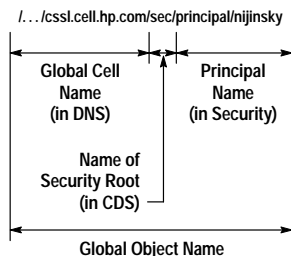 /. . . /cssl.cell.hp.com/sec/principal/nijinsky
Global Cell
Name
(in DNS)
Principal
Name
(in Security)
Name of
Security Root
(in CDS)
Global Object Name